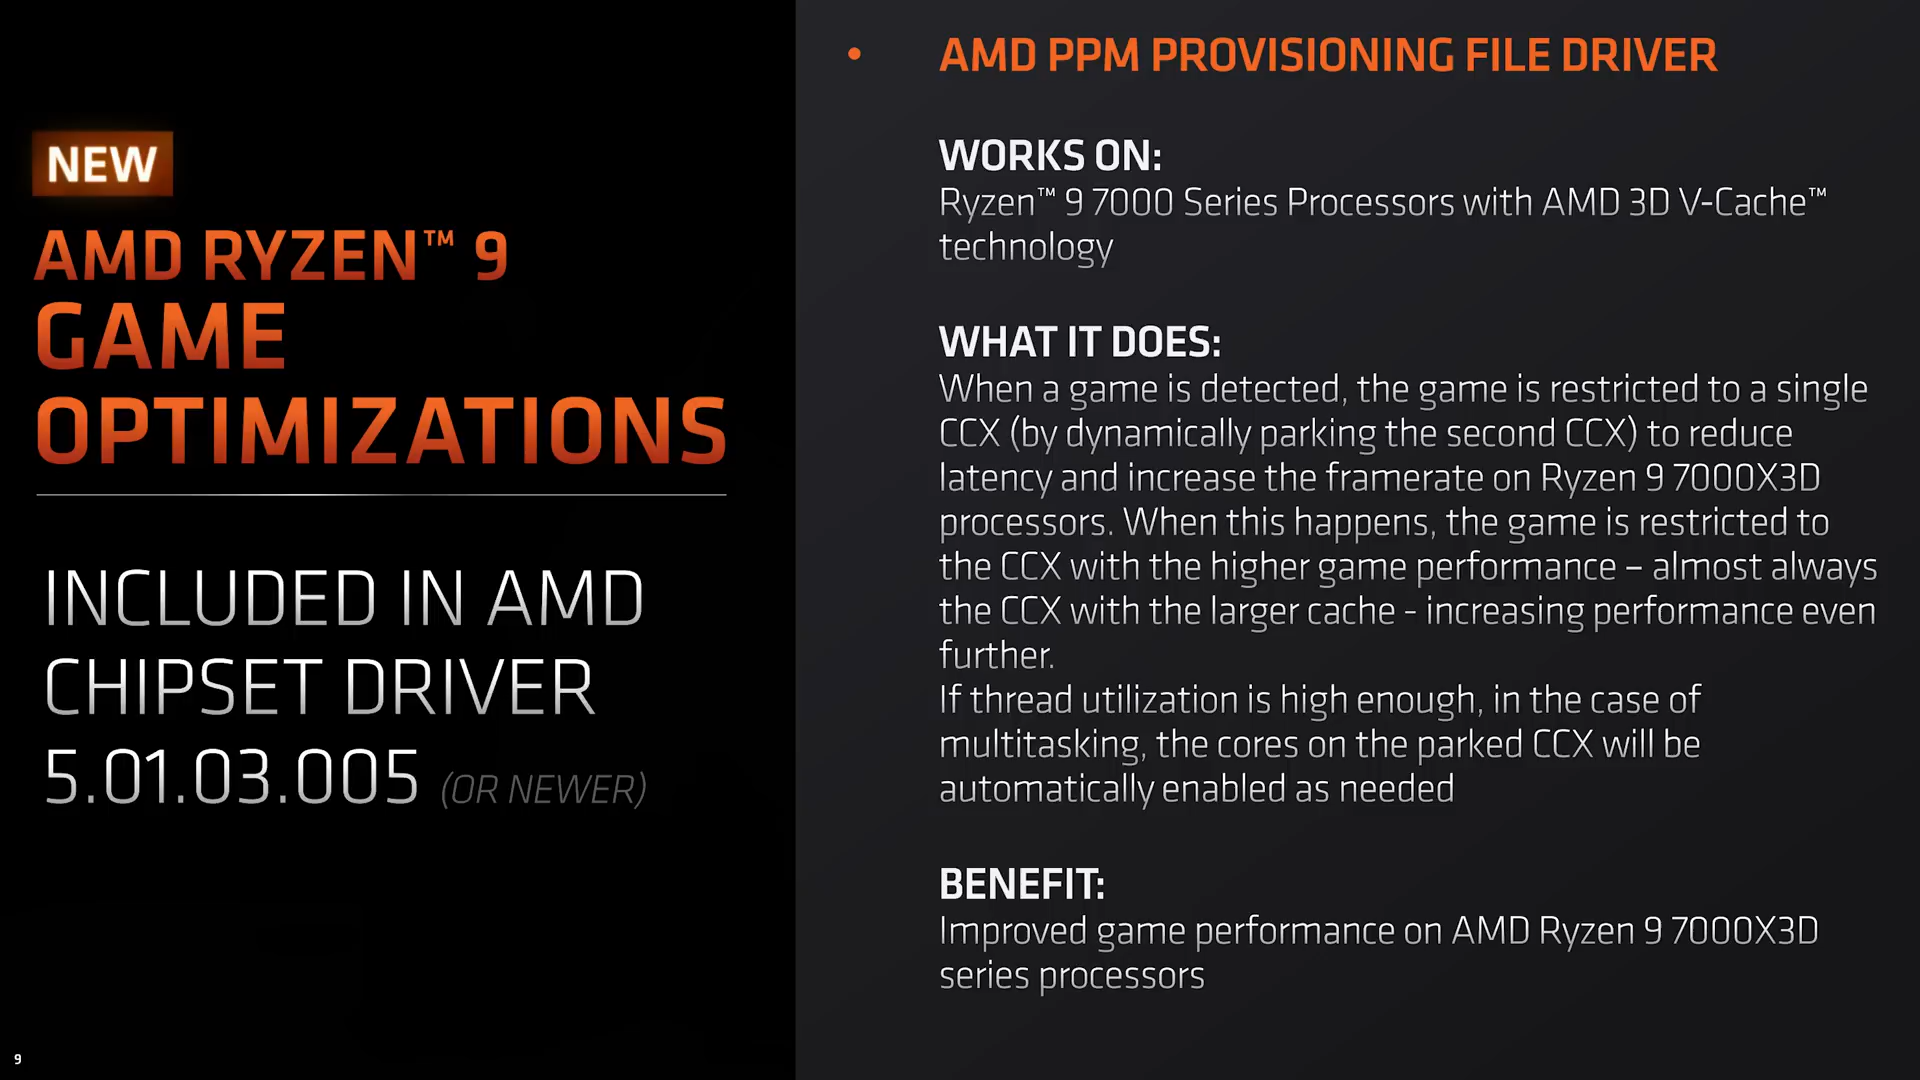 NEW
AMD RYZEN™ 9
GAME
OPTIMIZATIONS
INCLUDED IN AMD
CHIPSET DRIVER
5.01.03.005 (OR NEWER)
9
• AMD PPM PROVISIONING FILE DRIVER
WORKS ON:
Ryzen™ 9 7000 Series Processors with AMD 3D V-Cache™
technology
WHAT IT DOES:
When a game is detected, the game is restricted to a single
CCX (by dynamically parking the second CCX) to reduce
latency and increase the framerate on Ryzen 9 7000X3D
processors. When this happens, the game is restricted to
the CCX with the higher game performance – almost always
the CCX with the larger cache - increasing performance even
further.
If thread utilization is high enough, in the case of
multitasking, the cores on the parked CCX will be
automatically enabled as needed
BENEFIT:
Improved game performance on AMD Ryzen 9 7000X3D
series processors